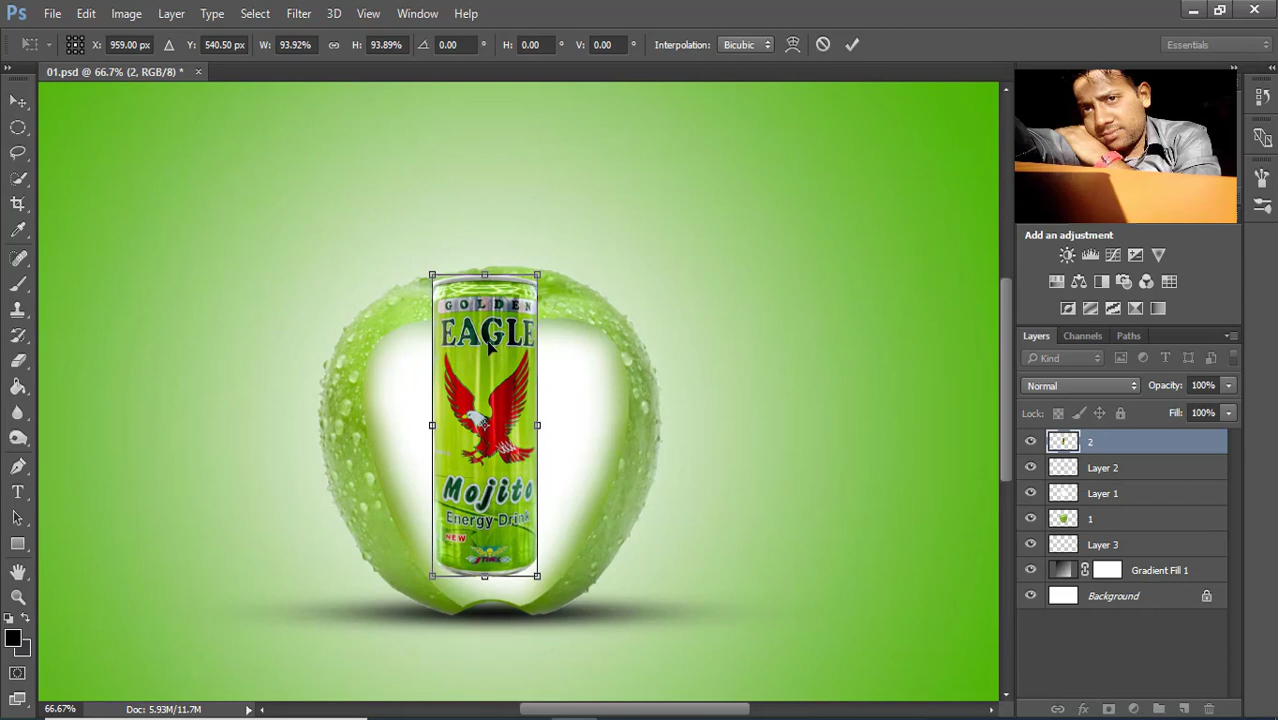 Ps File Edit Image Layer Type Select Filter 3D View Window Help
X: 959.00 px Y: 540.50 px W: 93.92% H: 93.89% 0.00 ° H: 0.00 ° V: 0.00 ° Interpolation: Bicubic Essentials
01.psd @ 66.7% (2, RGB/8) * ×
GOLDEN
EAGLE
Mojito
Energy Drink
NEW
Add an adjustment
Layers Channels Paths
Kind
Normal Opacity: 100%
Lock: Fill: 100%
2
Layer 2
Layer 1
1
Layer 3
Gradient Fill 1
Background
66.67% Doc: 5.93M/11.7M